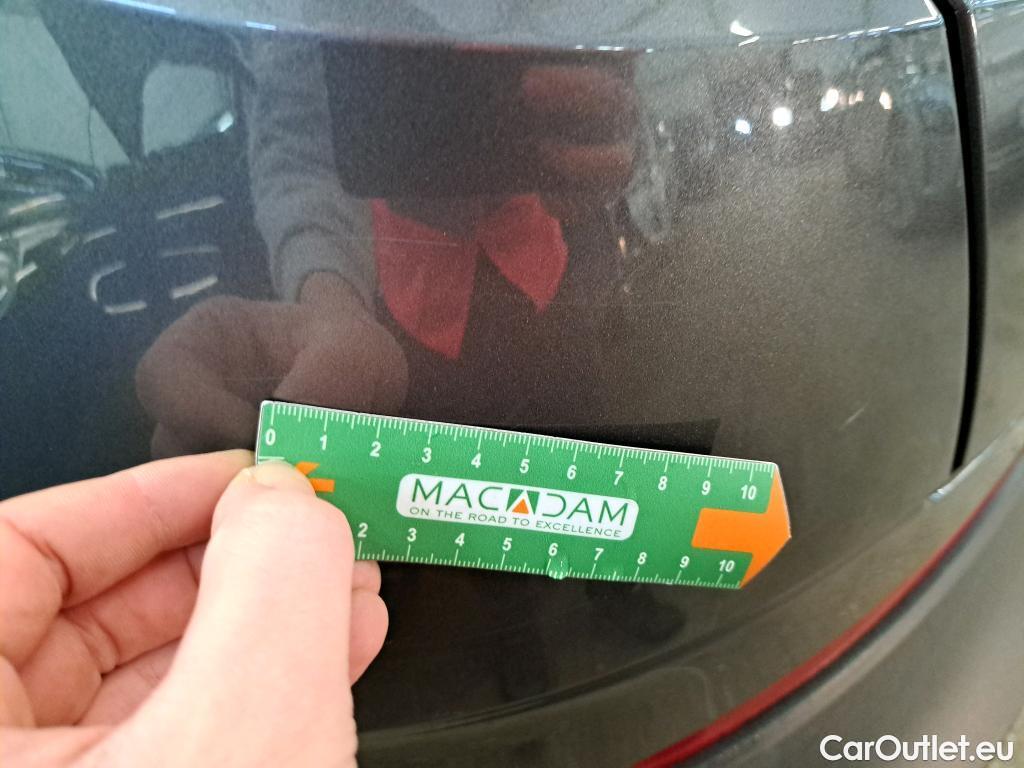 0 1 2 3 4 5 6 7 8 9 10
MACADAM
ON THE ROAD TO EXCELLENCE
2 3 4 5 6 7 8 9 10
CarOutlet.eu